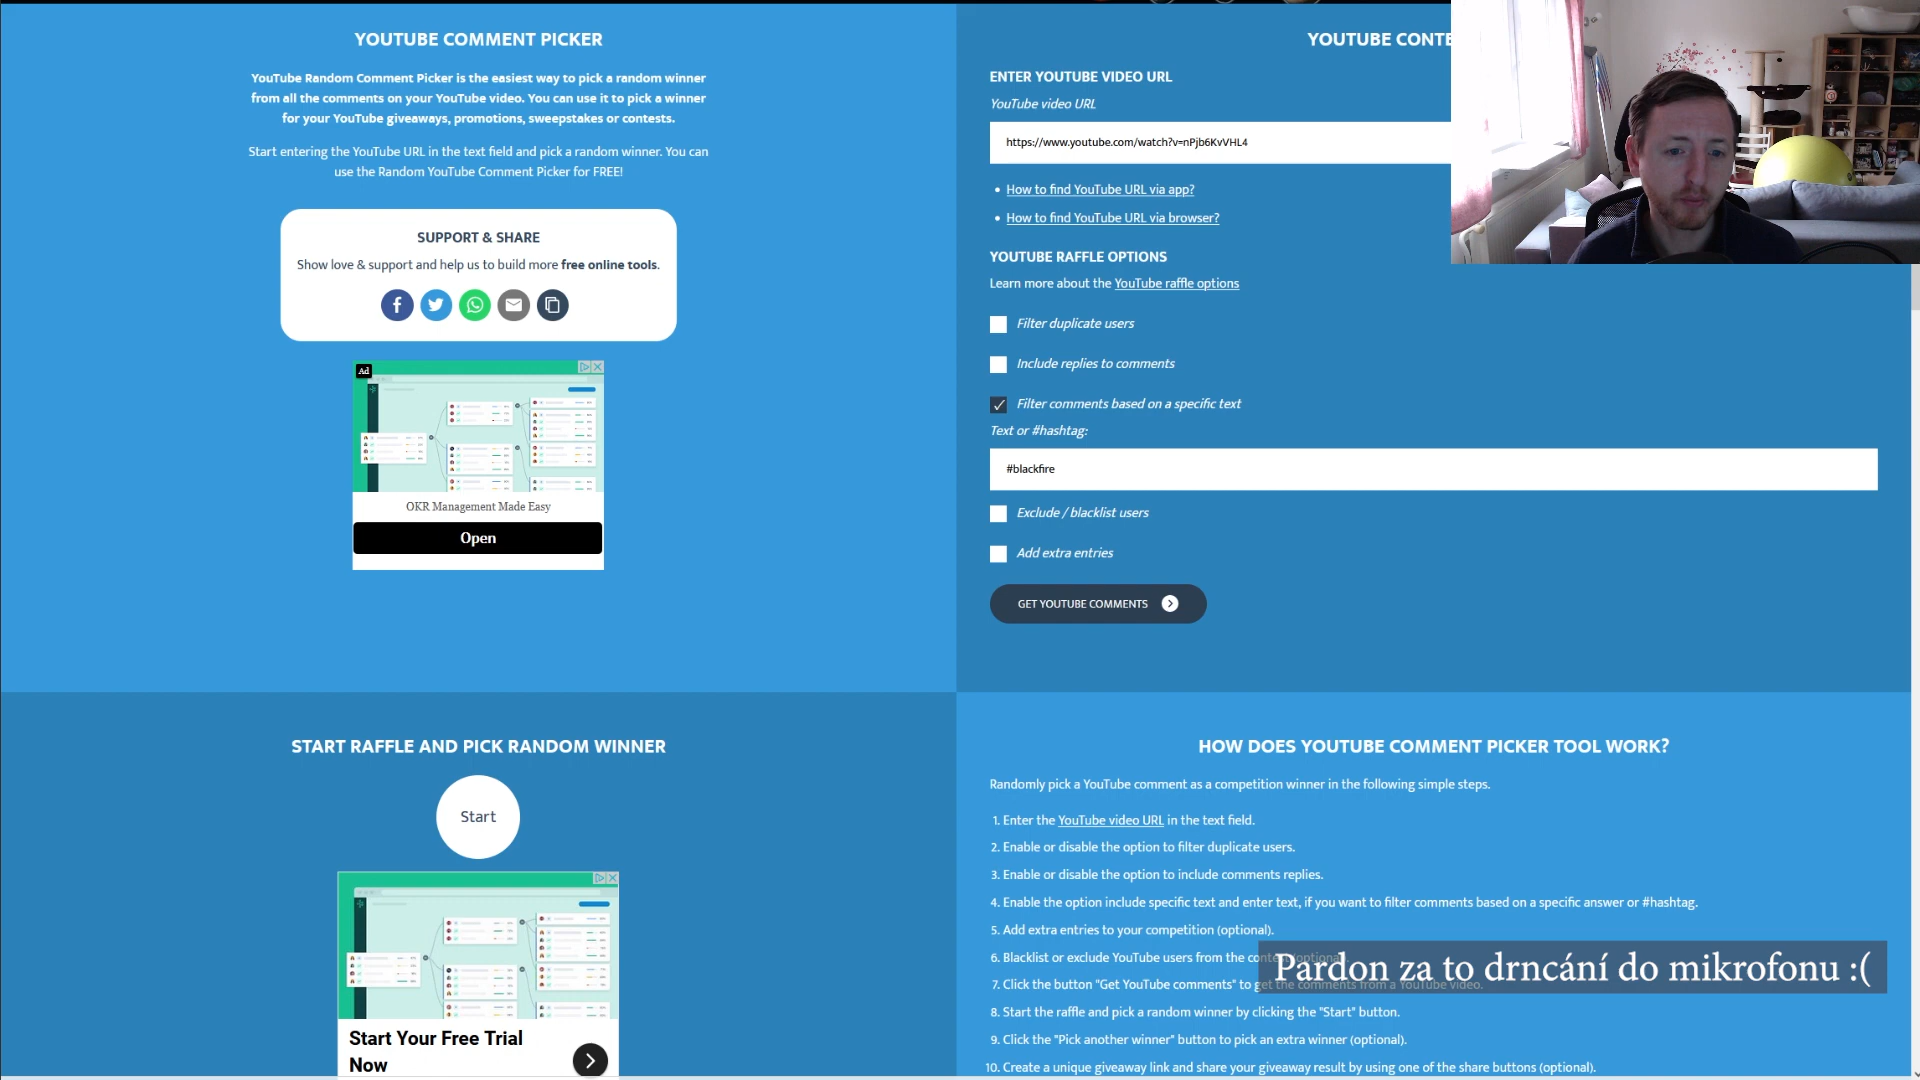 YOUTUBE COMMENT PICKER
YouTube Random Comment Picker is the easiest way to pick a random winner
from all the comments on your YouTube video. You can use it to pick a winner
for your YouTube giveaways, promotions, sweepstakes or contests.
Start entering the YouTube URL in the text field and pick a random winner. You can
use the Random YouTube Comment Picker for FREE!
SUPPORT & SHARE
Show love & support and help us to build more free online tools.
Ad
OKR Management Made Easy
Open
YOUTUBE CONTE
ENTER YOUTUBE VIDEO URL
YouTube video URL
https://www.youtube.com/watch?v=nPjb6KvVHL4
• How to find YouTube URL via app?
• How to find YouTube URL via browser?
YOUTUBE RAFFLE OPTIONS
Learn more about the YouTube raffle options
Filter duplicate users
Include replies to comments
Filter comments based on a specific text
Text or #hashtag:
#blackfire
Exclude / blacklist users
Add extra entries
GET YOUTUBE COMMENTS
START RAFFLE AND PICK RANDOM WINNER
Start
Start Your Free Trial
Now
HOW DOES YOUTUBE COMMENT PICKER TOOL WORK?
Randomly pick a YouTube comment as a competition winner in the following simple steps.
1. Enter the YouTube video URL in the text field.
2. Enable or disable the option to filter duplicate users.
3. Enable or disable the option to include comments replies.
4. Enable the option include specific text and enter text, if you want to filter comments based on a specific answer or #hashtag.
5. Add extra entries to your competition (optional).
6. Blacklist or exclude YouTube users from the contest (optional).
7. Click the button "Get YouTube comments" to get the comments from a YouTube video.
8. Start the raffle and pick a random winner by clicking the "Start" button.
9. Click the "Pick another winner" button to pick an extra winner (optional).
10. Create a unique giveaway link and share your giveaway result by using one of the share buttons (optional).
Pardon za to drncání do mikrofonu :(